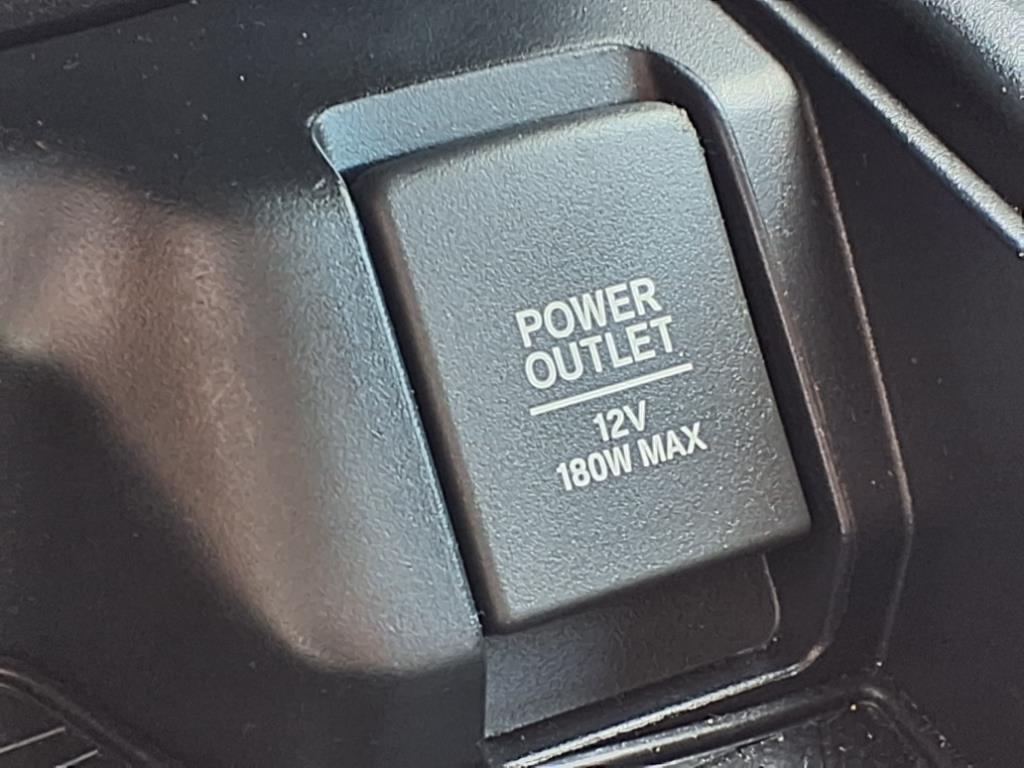 POWER
OUTLET
12V
180W MAX